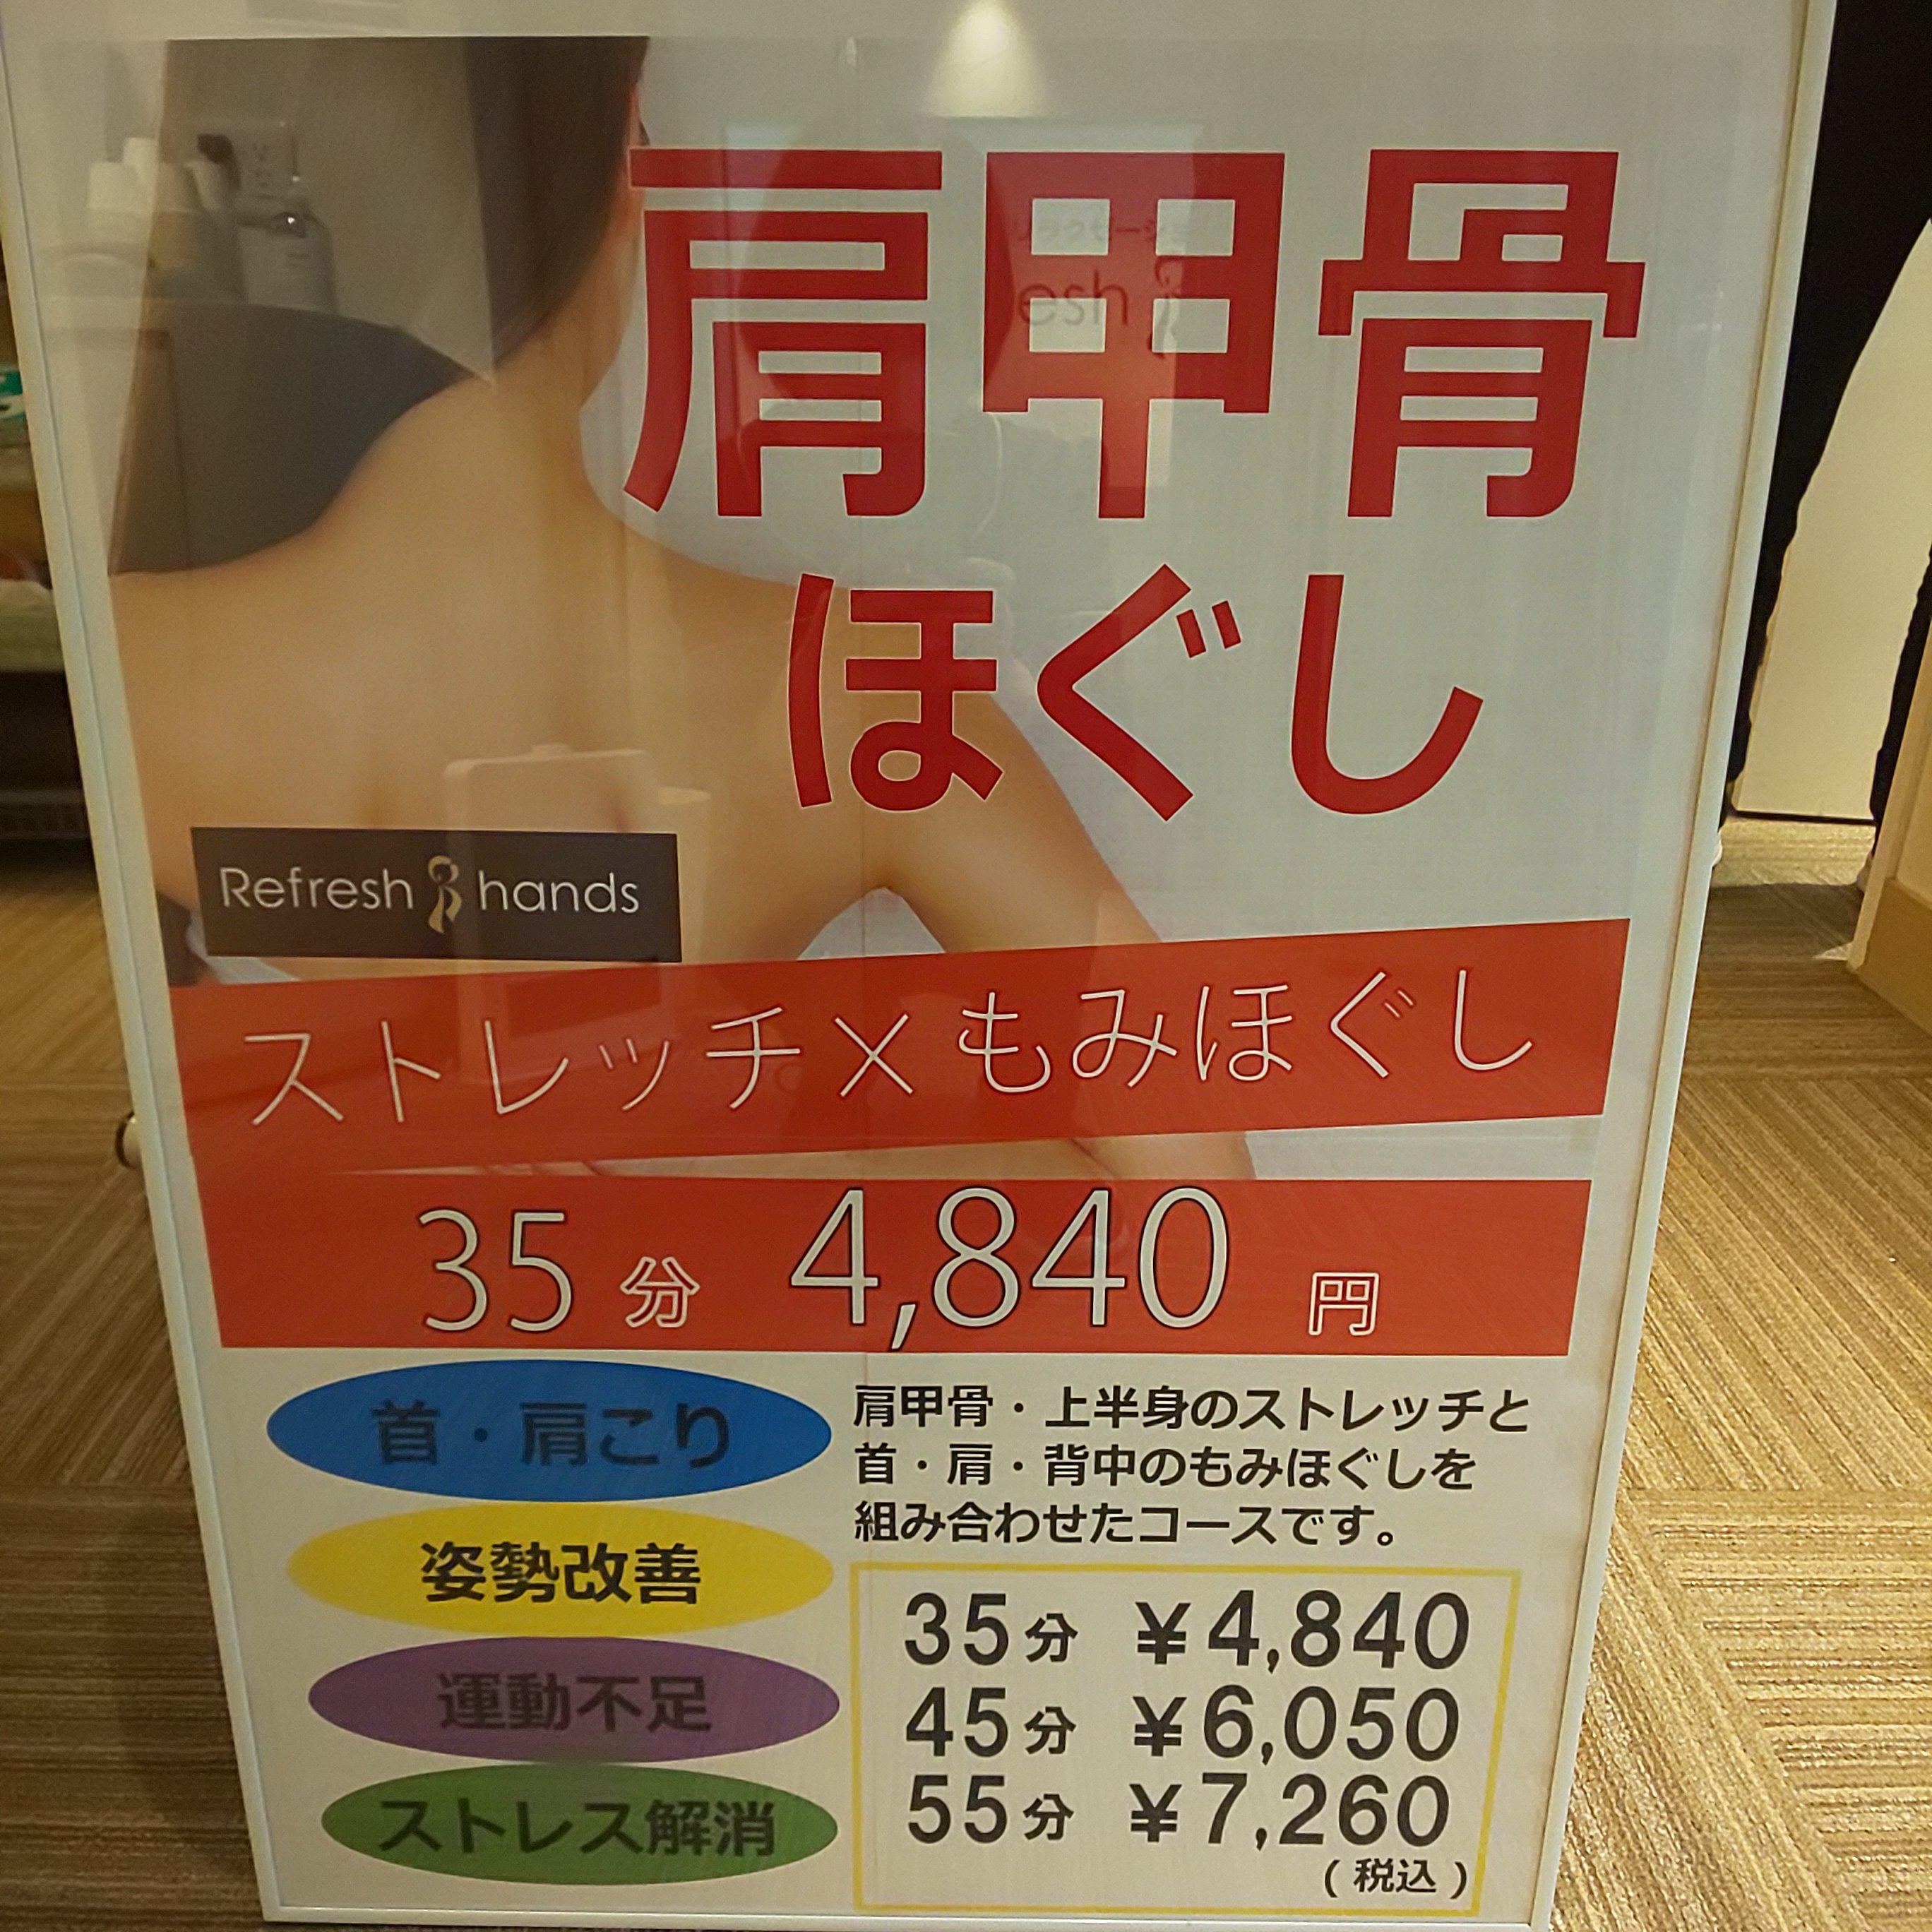 肩甲骨
ほぐし
Refresh hands
ストレッチ×もみほぐし
35分 4,840円
首・肩こり
姿勢改善
運動不足
ストレス解消
肩甲骨・上半身のストレッチと
首・肩・背中のもみほぐしを
組み合わせたコースです。
35分 ¥4,840
45分 ¥6,050
55分 ¥7,260
(税込)